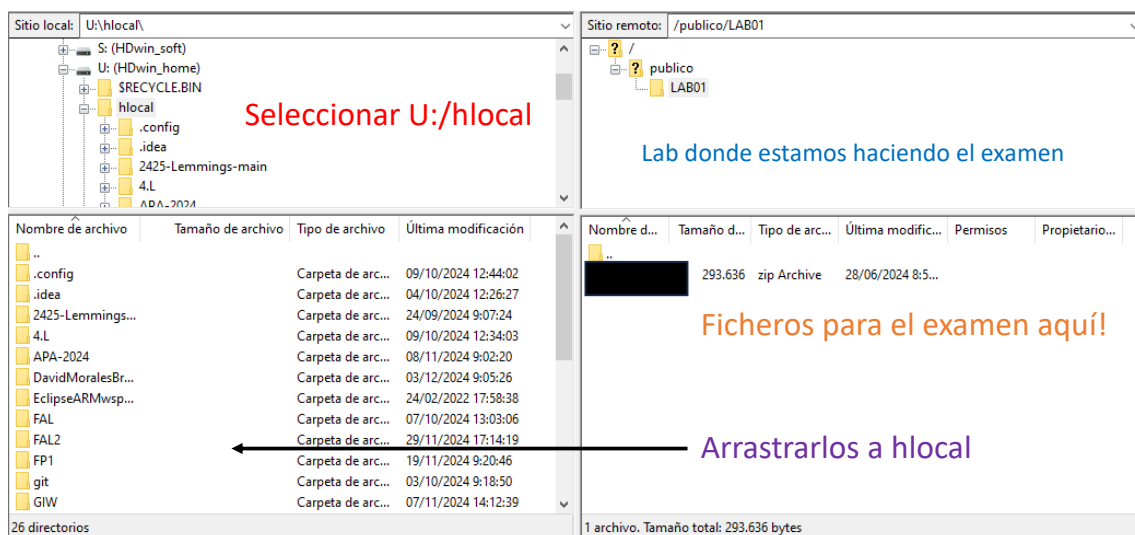 Sitio local: U:\hlocal\
S: (HDwin_soft)
U: (HDwin_home)
$RECYCLE.BIN
hlocal
.config
.idea
2425-Lemmings-main
4.L
APA-2024
Seleccionar U:/hlocal
Sitio remoto: /publico/LAB01
/
publico
LAB01
Lab donde estamos haciendo el examen
Nombre de archivo Tamaño de archivo Tipo de archivo Última modificación
..
.config Carpeta de arc... 09/10/2024 12:44:02
.idea Carpeta de arc... 04/10/2024 12:26:27
2425-Lemmings... Carpeta de arc... 24/09/2024 9:07:24
4.L Carpeta de arc... 09/10/2024 12:34:03
APA-2024 Carpeta de arc... 08/11/2024 9:02:20
DavidMoralesBr... Carpeta de arc... 03/12/2024 9:05:26
EclipseARMwsp... Carpeta de arc... 24/02/2022 17:58:38
FAL Carpeta de arc... 07/10/2024 13:03:06
FAL2 Carpeta de arc... 29/11/2024 17:14:19
FP1 Carpeta de arc... 19/11/2024 9:20:46
git Carpeta de arc... 03/10/2024 9:18:50
GIW Carpeta de arc... 07/11/2024 14:12:39
26 directorios
Nombre d... Tamaño d... Tipo de arc... Última modific... Permisos Propietario...
..
293.636 zip Archive 28/06/2024 8:5...
Ficheros para el examen aquí!
Arrastrarlos a hlocal
1 archivo. Tamaño total: 293.636 bytes